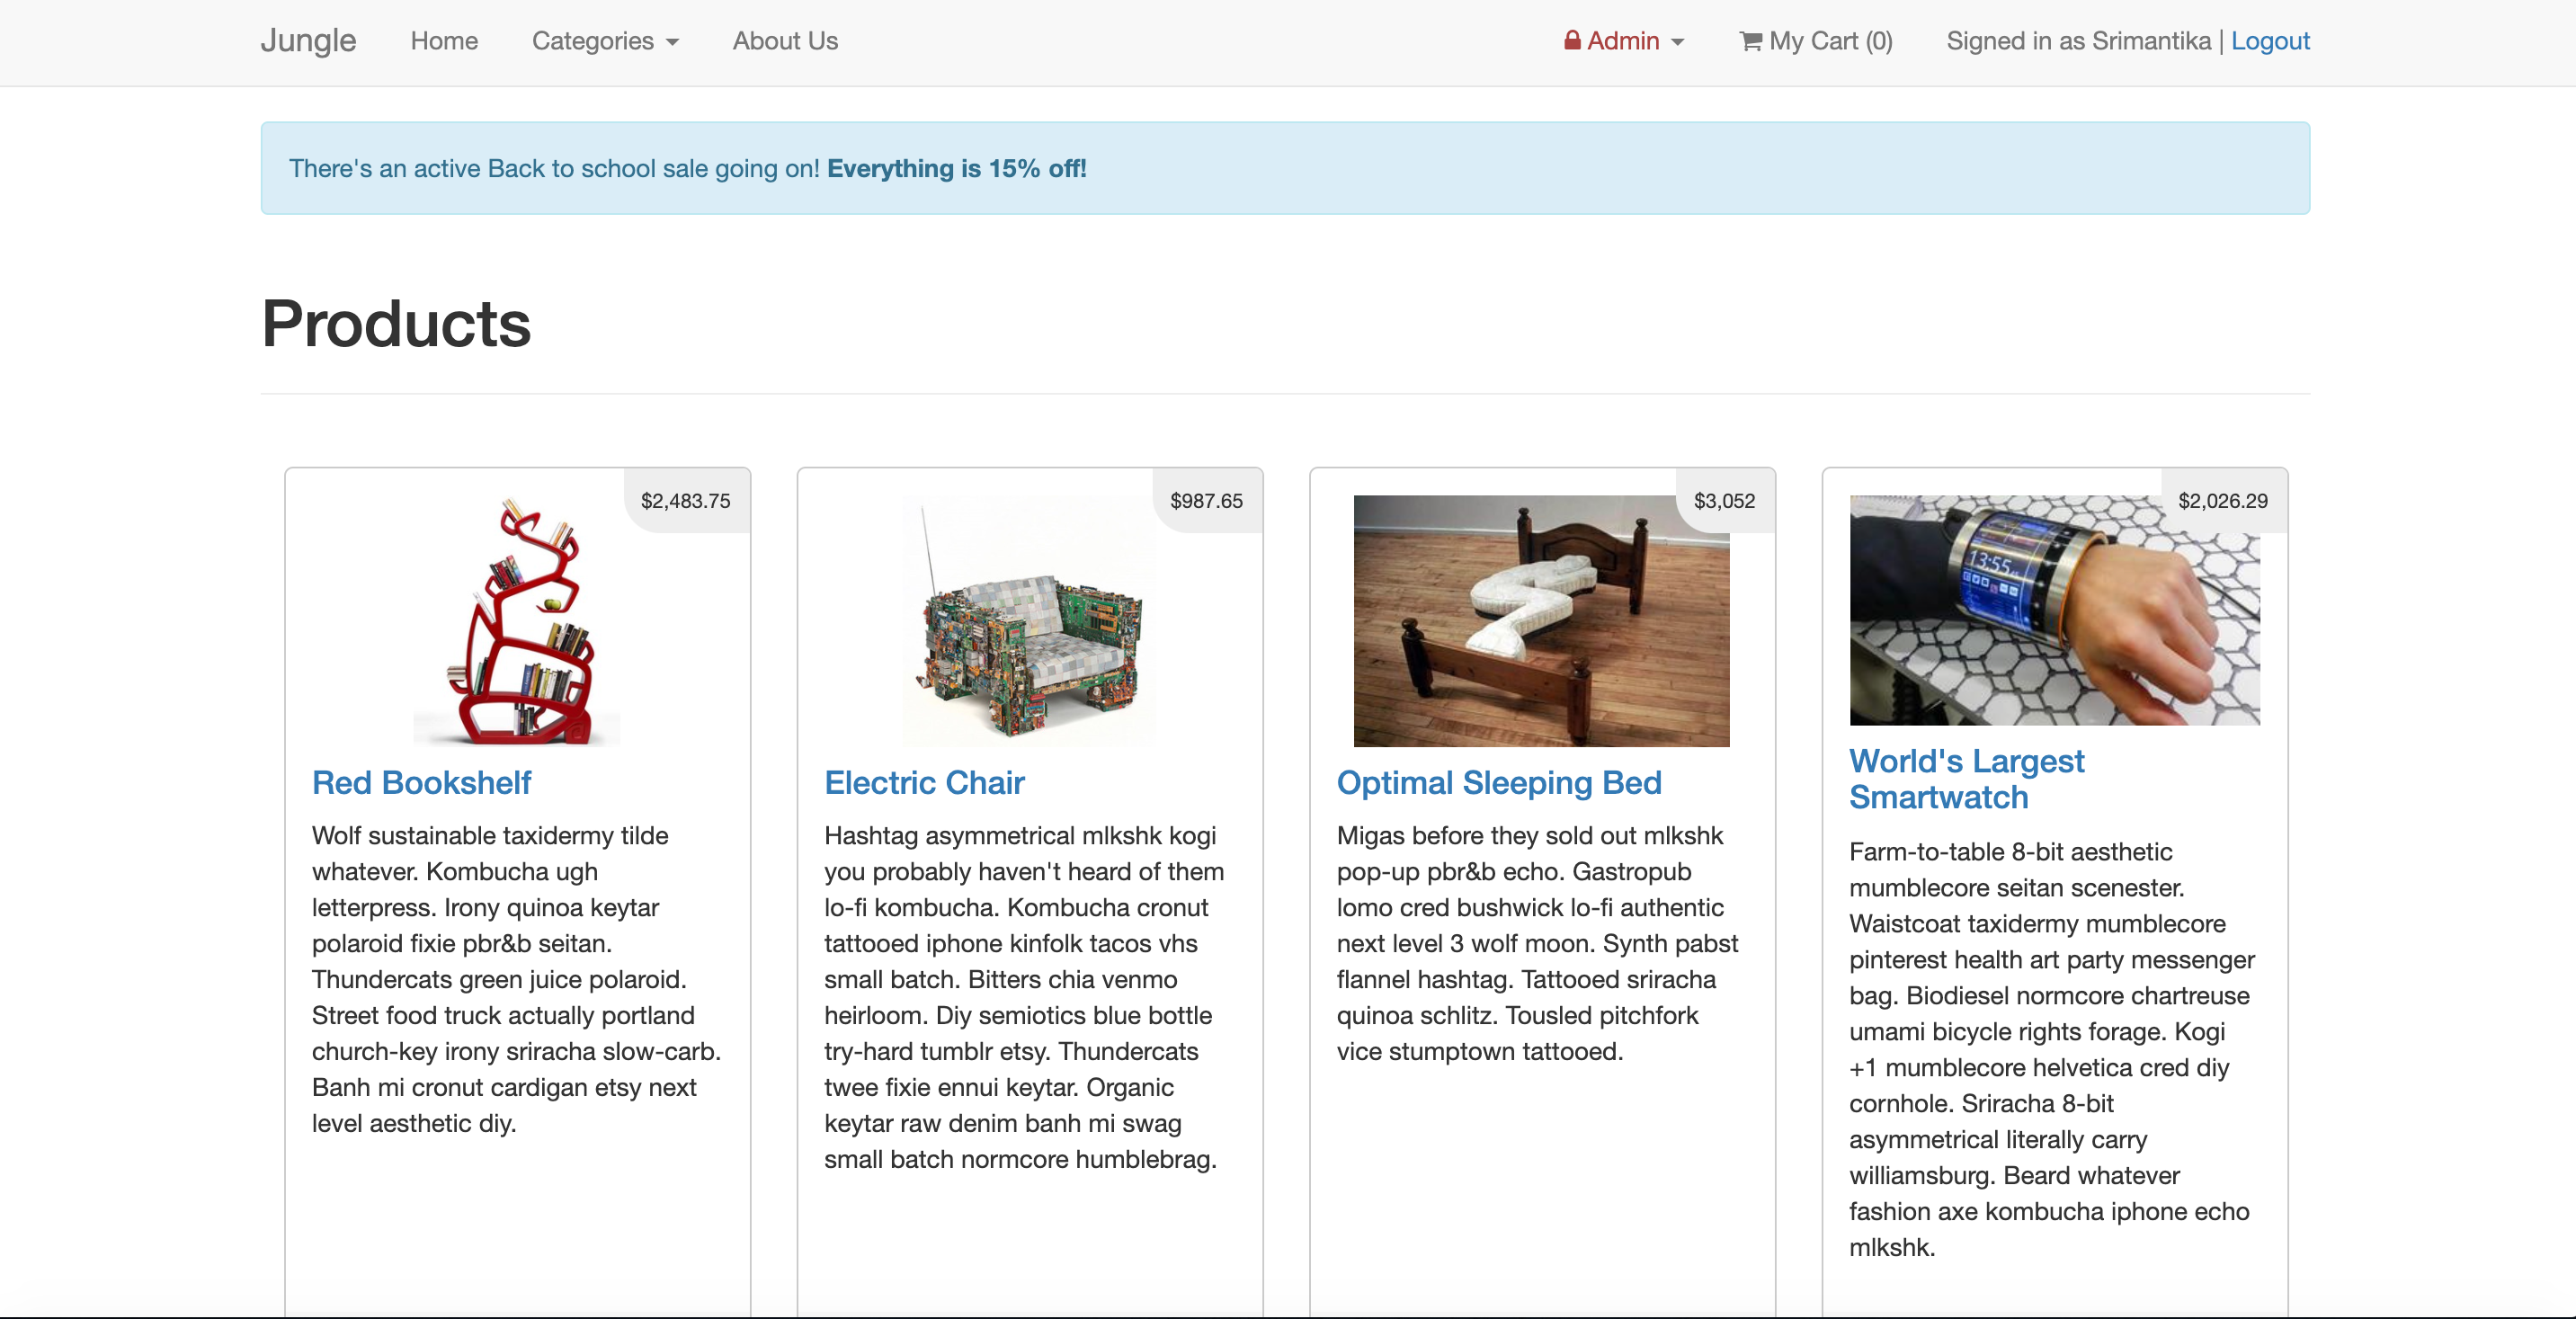 Jungle Home Categories About Us Admin My Cart (0) Signed in as Srimantika | Logout
There's an active Back to school sale going on! Everything is 15% off!
Products
$2,483.75
Red Bookshelf
Wolf sustainable taxidermy tilde
whatever. Kombucha ugh
letterpress. Irony quinoa keytar
polaroid fixie pbr&b seitan.
Thundercats green juice polaroid.
Street food truck actually portland
church-key irony sriracha slow-carb.
Banh mi cronut cardigan etsy next
level aesthetic diy.
$987.65
Electric Chair
Hashtag asymmetrical mlkshk kogi
you probably haven't heard of them
lo-fi kombucha. Kombucha cronut
tattooed iphone kinfolk tacos vhs
small batch. Bitters chia venmo
heirloom. Diy semiotics blue bottle
try-hard tumblr etsy. Thundercats
twee fixie ennui keytar. Organic
keytar raw denim banh mi swag
small batch normcore humblebrag.
$3,052
Optimal Sleeping Bed
Migas before they sold out mlkshk
pop-up pbr&b echo. Gastropub
lomo cred bushwick lo-fi authentic
next level 3 wolf moon. Synth pabst
flannel hashtag. Tattooed sriracha
quinoa schlitz. Tousled pitchfork
vice stumptown tattooed.
$2,026.29
13:55
World's Largest
Smartwatch
Farm-to-table 8-bit aesthetic
mumblecore seitan scenester.
Waistcoat taxidermy mumblecore
pinterest health art party messenger
bag. Biodiesel normcore chartreuse
umami bicycle rights forage. Kogi
+1 mumblecore helvetica cred diy
cornhole. Sriracha 8-bit
asymmetrical literally carry
williamsburg. Beard whatever
fashion axe kombucha iphone echo
mlkshk.